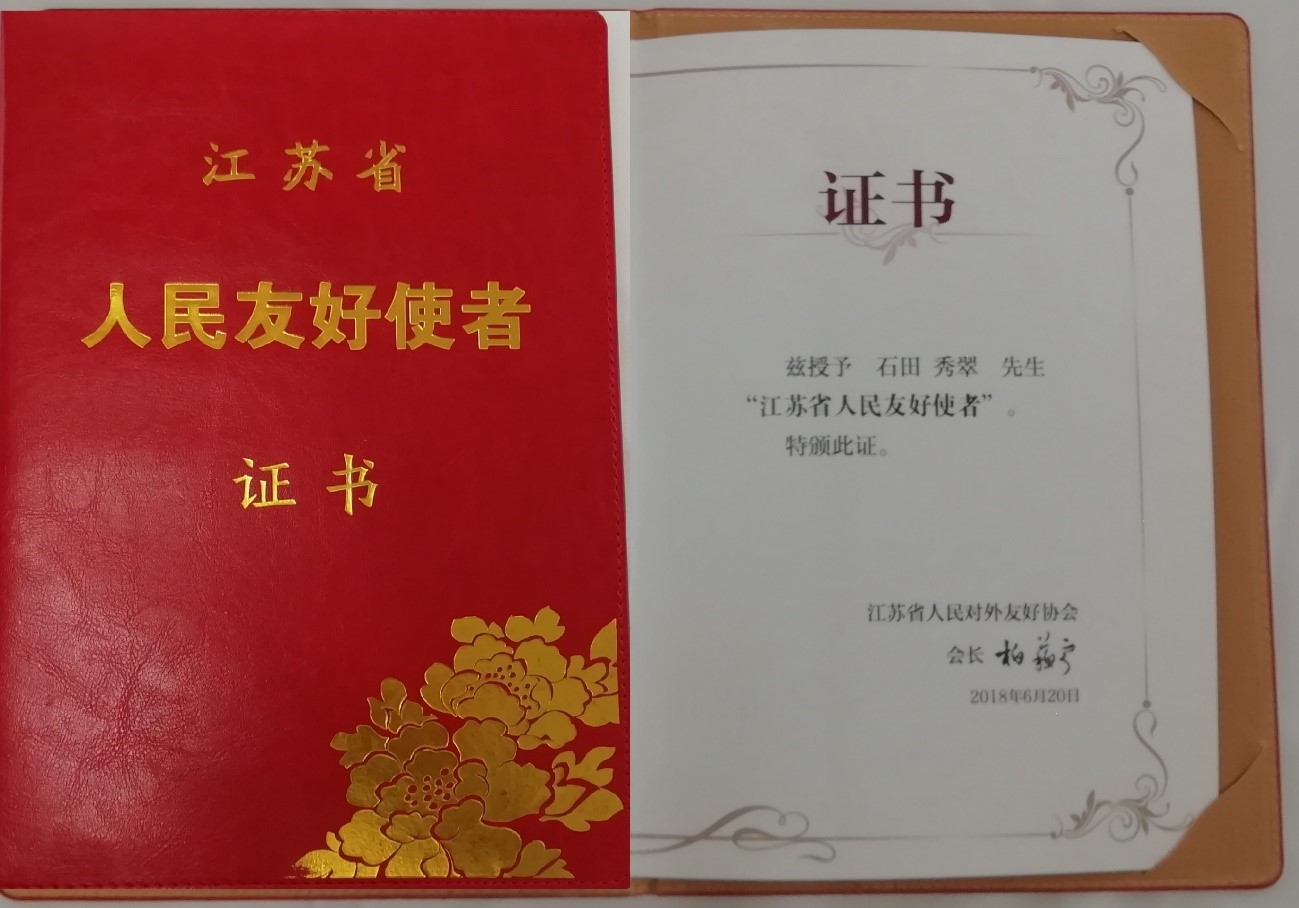 江苏省
人民友好使者
证书
证书
兹授予 石田 秀翠 先生
“江苏省人民友好使者”。
特颁此证。
江苏省人民对外友好协会
会长 柏苏宁
2018年6月20日